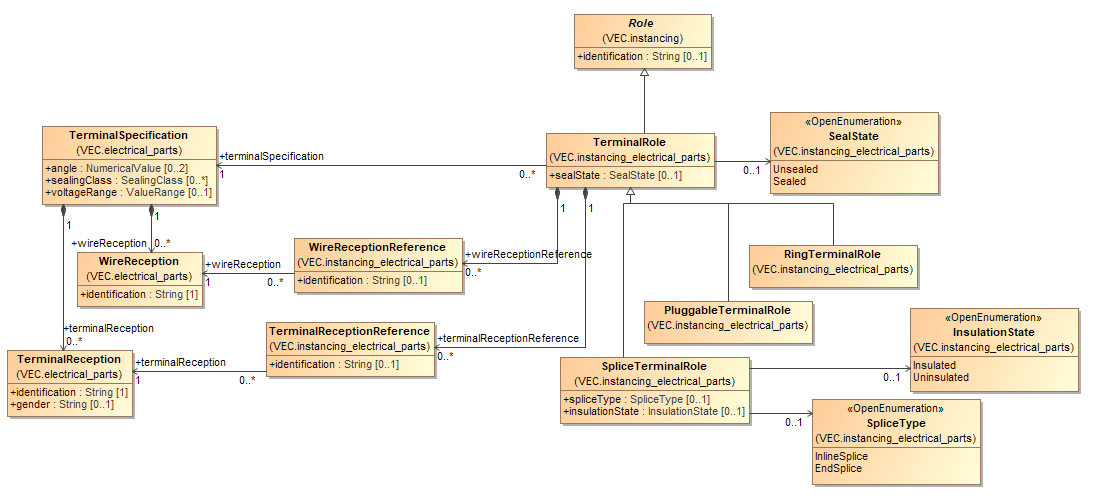 Role
(VEC.instancing)
+identification : String [0..1]
TerminalSpecification
(VEC.electrical_parts)
+angle : NumericalValue [0..2]
+sealingClass : SealingClass [0..*]
+voltageRange : ValueRange [0..1]
+terminalSpecification
1
0..*
TerminalRole
(VEC.instancing_electrical_parts)
+sealState : SealState [0..1]
0..1
«OpenEnumeration»
SealState
(VEC.instancing_electrical_parts)
Unsealed
Sealed
1
1
1
1
+wireReception
0..*
WireReception
(VEC.electrical_parts)
+identification : String [1]
+wireReception
1
0..*
WireReceptionReference
(VEC.instancing_electrical_parts)
+identification : String [0..1]
+wireReceptionReference
0..*
RingTerminalRole
(VEC.instancing_electrical_parts)
PluggableTerminalRole
(VEC.instancing_electrical_parts)
+terminalReception
0..*
TerminalReception
(VEC.electrical_parts)
+identification : String [1]
+gender : String [0..1]
+terminalReception
1
0..*
TerminalReceptionReference
(VEC.instancing_electrical_parts)
+identification : String [0..1]
+terminalReceptionReference
0..*
SpliceTerminalRole
(VEC.instancing_electrical_parts)
+spliceType : SpliceType [0..1]
+insulationState : InsulationState [0..1]
0..1
«OpenEnumeration»
InsulationState
(VEC.instancing_electrical_parts)
Insulated
Uninsulated
0..1
«OpenEnumeration»
SpliceType
(VEC.instancing_electrical_parts)
InlineSplice
EndSplice